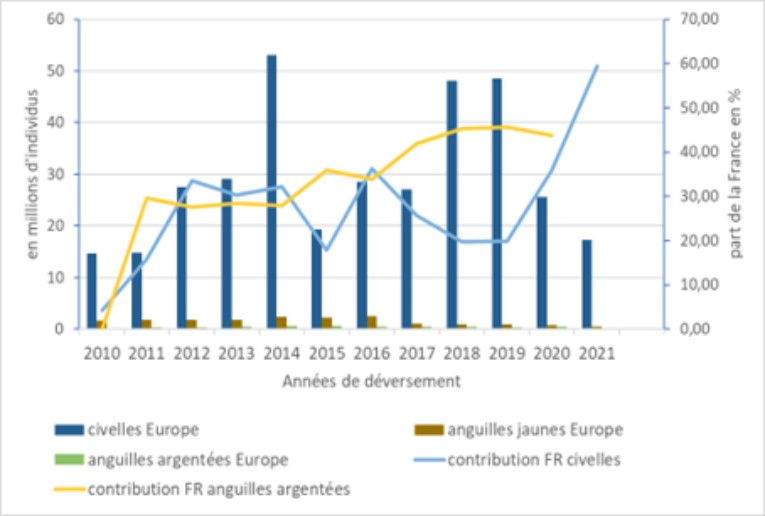 60
50
40
30
20
10
0
en millions d'individus
70,00
60,00
50,00
40,00
30,00
20,00
10,00
0,00
part de la France en %
2010 2011 2012 2013 2014 2015 2016 2017 2018 2019 2020 2021
Années de déversement
civelles Europe anguilles jaunes Europe
anguilles argentées Europe contribution FR civelles
contribution FR anguilles argentées